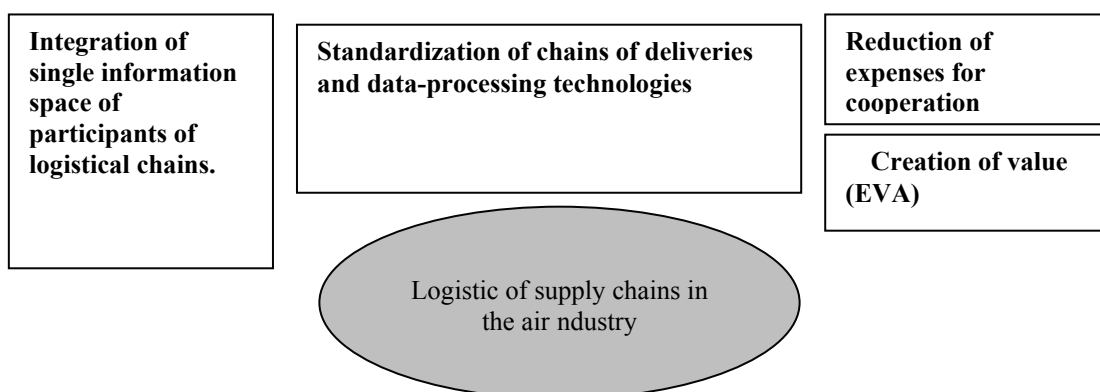 Integration of
single information
space of
participants of
logistical chains.
Standardization of chains of deliveries
and data-processing technologies
Reduction of
expenses for
cooperation
Creation of value
(EVA)
Logistic of supply chains in
the air ndustry